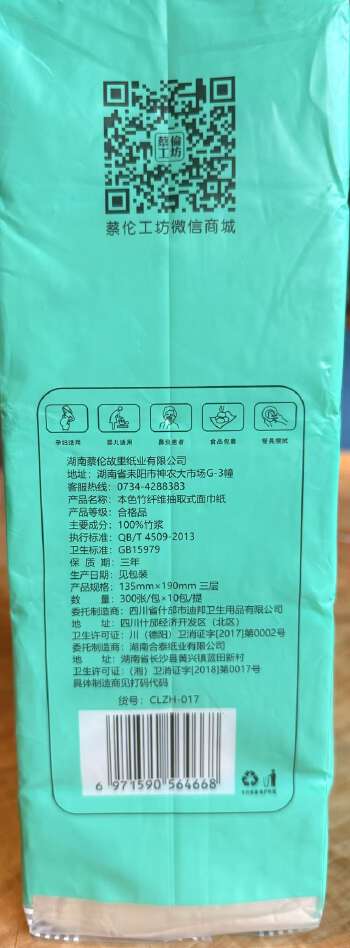 蔡倫
工坊
蔡伦工坊微信商城
孕妇适用 婴儿适用 鼻炎患者 食品包裹 餐具擦拭
湖南蔡伦故里纸业有限公司
地址：湖南省耒阳市神农大市场G-3幢
客服热线：0734-4288383
产品名称：本色竹纤维抽取式面巾纸
产品等级：合格品
主要成分：100%竹浆
执行标准：QB/T 4509-2013
卫生标准：GB15979
保 质 期：三年
生产日期：见包装
产品规格：135mm×190mm 三层
数 量：300张/包×10包/提
委托制造商：四川省什邡市迪邦卫生用品有限公司
地 址：四川什邡经济开发区（北区）
卫生许可证：川（德阳）卫消证字[2017]第0002号
委托制造商：湖南合泰纸业有限公司
地 址：湖南省长沙县黄兴镇蓝田新村
卫生许可证：（湘）卫消证字[2018]第0017号
具体制造商见打码代码
货号：CLZH-017
6 971590 564668